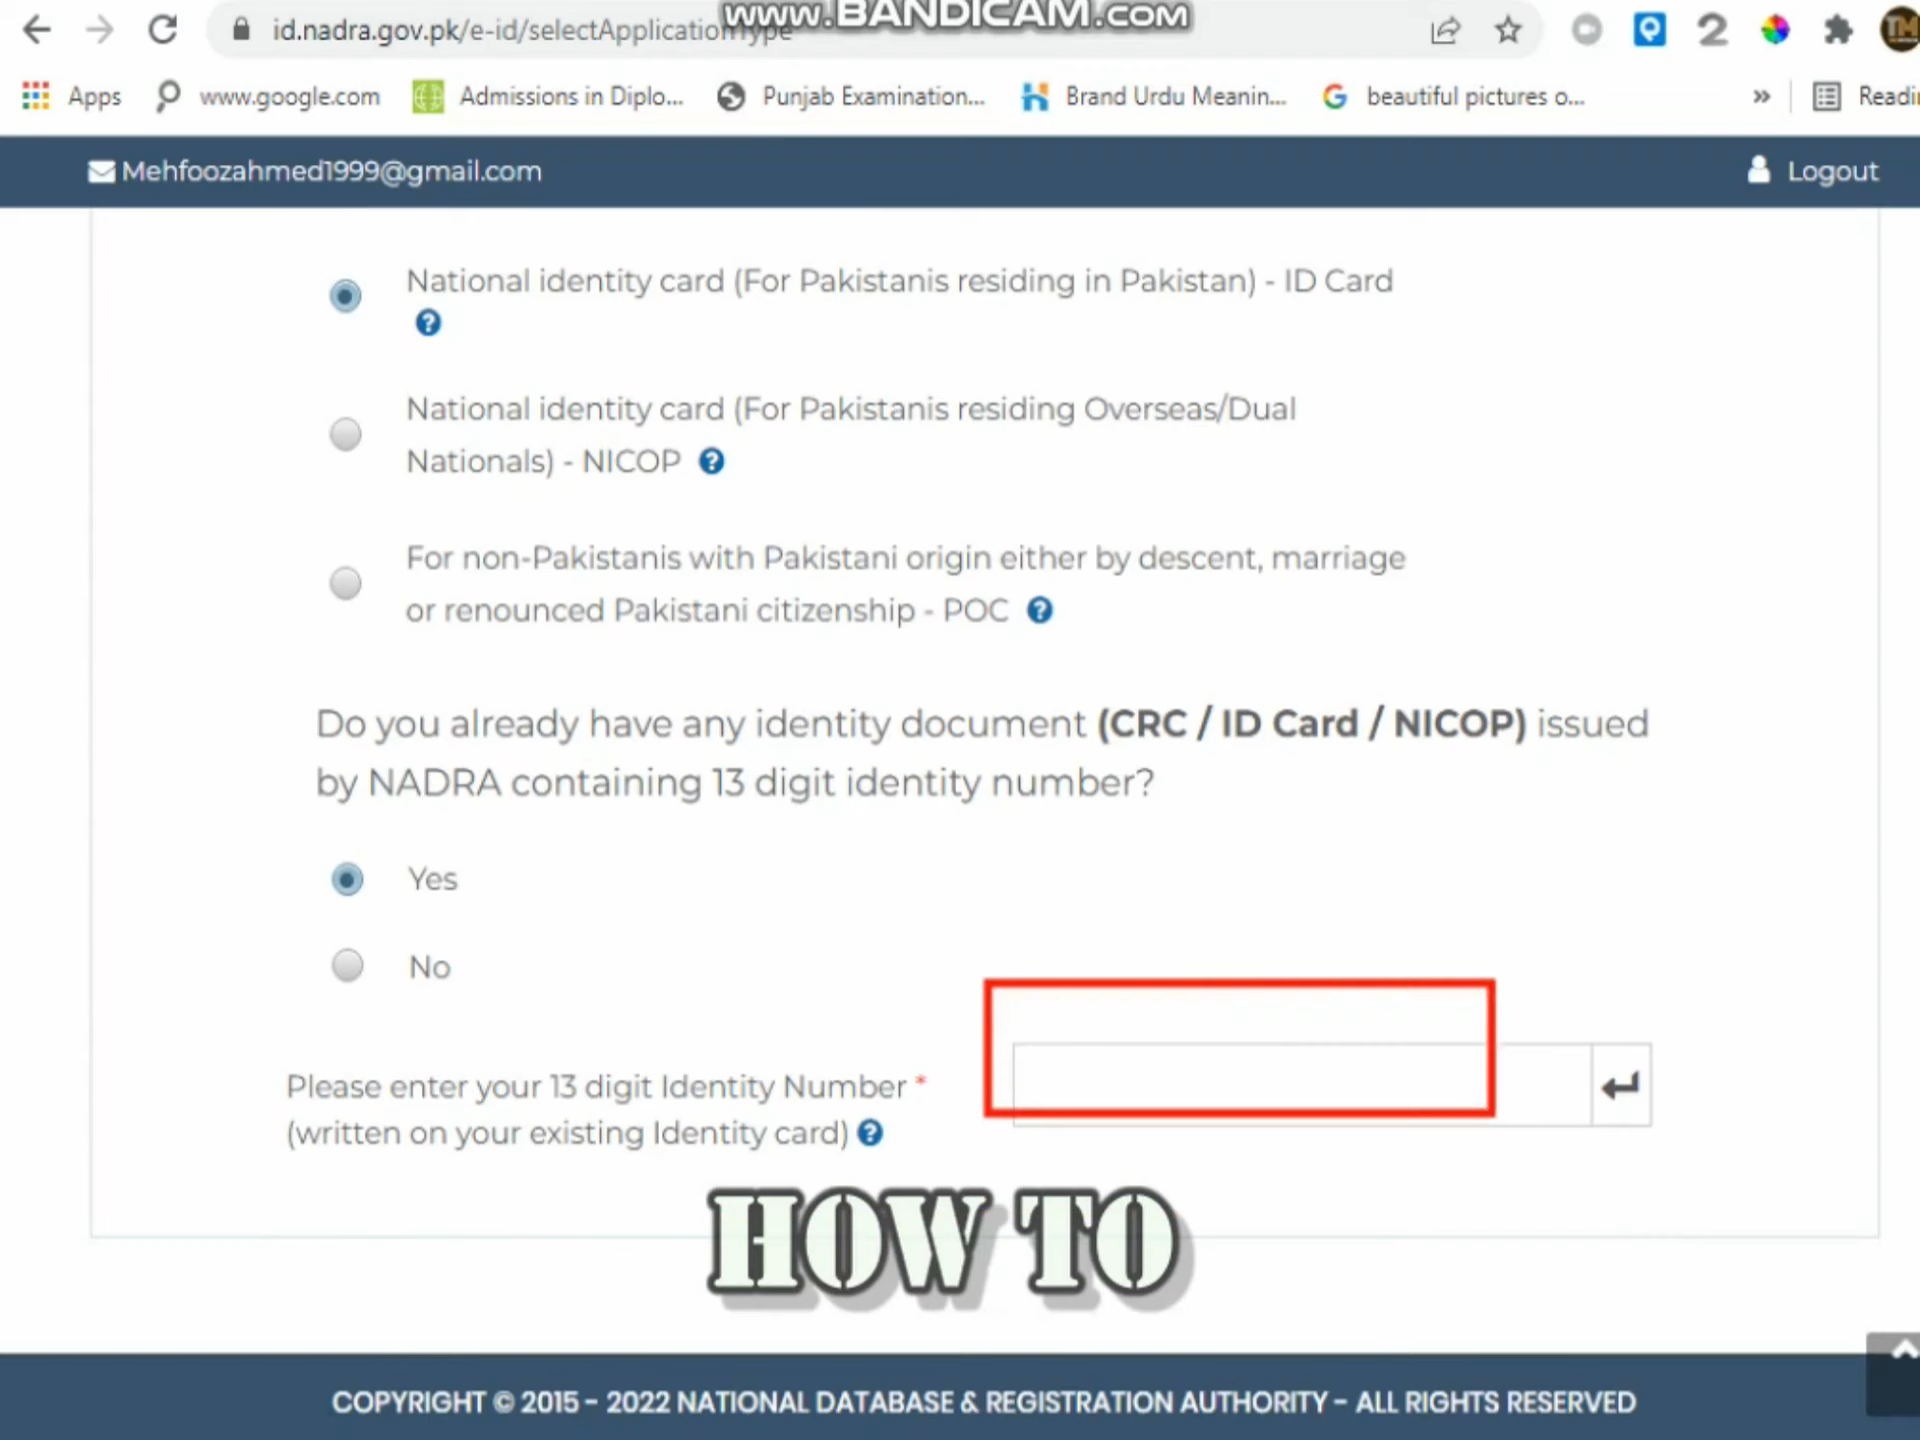 www.BANDICAM.com
id.nadra.gov.pk/e-id/selectApplicationType
Apps www.google.com Admissions in Diplo... Punjab Examination... Brand Urdu Meanin... beautiful pictures o... » Readi
Mehfoozahmed1999@gmail.com Logout
National identity card (For Pakistanis residing in Pakistan) - ID Card
National identity card (For Pakistanis residing Overseas/Dual
Nationals) - NICOP
For non-Pakistanis with Pakistani origin either by descent, marriage
or renounced Pakistani citizenship - POC
Do you already have any identity document (CRC / ID Card / NICOP) issued
by NADRA containing 13 digit identity number?
Yes
No
Please enter your 13 digit Identity Number *
(written on your existing Identity card)
HOW TO
COPYRIGHT © 2015 - 2022 NATIONAL DATABASE & REGISTRATION AUTHORITY - ALL RIGHTS RESERVED